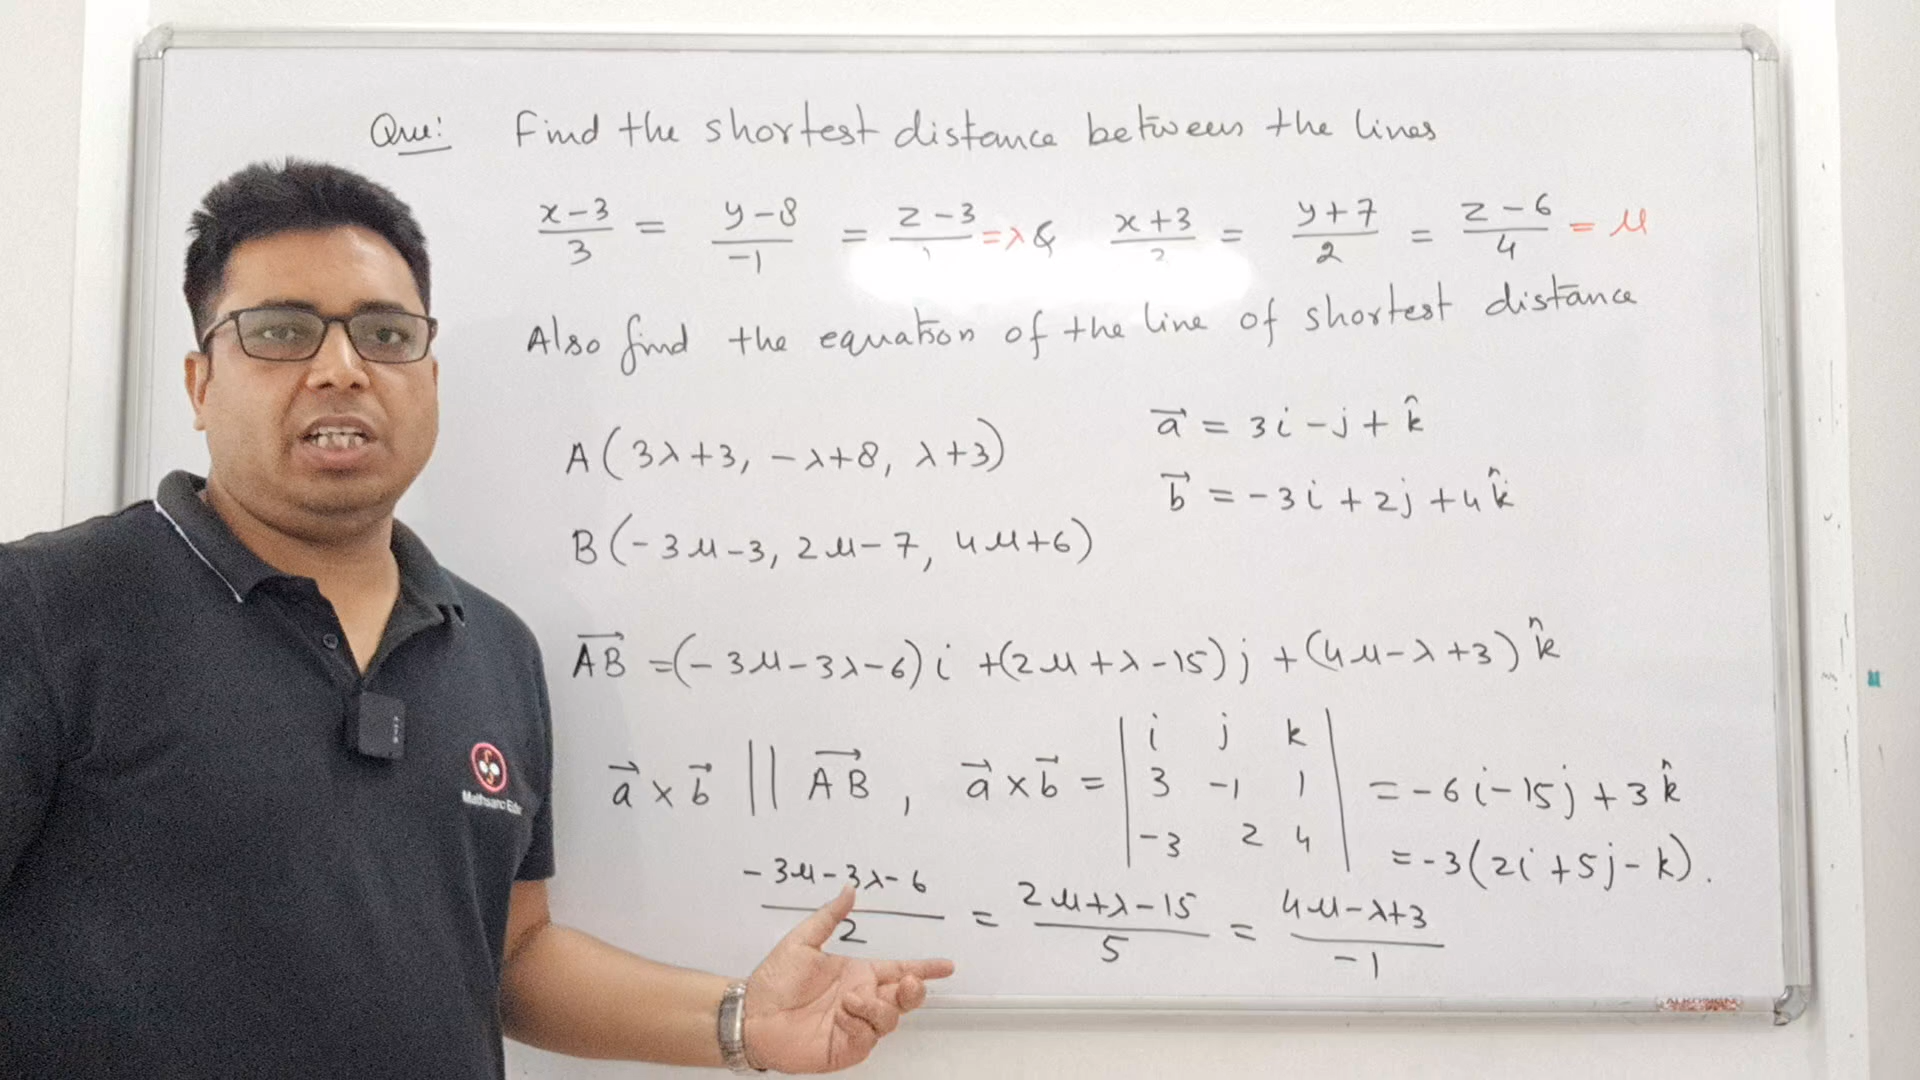 Que: Find the shortest distance between the lines
x-3/3 = y-8/-1 = z-3/1 = λ & x+3/ = y+7/2 = z-6/4 = μ
Also find the equation of the line of shortest distance
A(3λ+3, -λ+8, λ+3)
B(-3μ-3, 2μ-7, 4μ+6)
a⃗ = 3i-j+k̂
b⃗ = -3i+2j+4k̂
AB⃗ = (-3μ-3λ-6)i +(2μ+λ-15)j + (4μ-λ+3)k̂
a⃗×b⃗ || AB⃗, a⃗×b⃗ = | i j k | 3 -1 1 | -3 2 4 | = -6i-15j+3k̂
= -3(2i+5j-k).
-3μ-3λ-6/2 = 2μ+λ-15/5 = 4μ-λ+3/-1
Mathsarc Edu